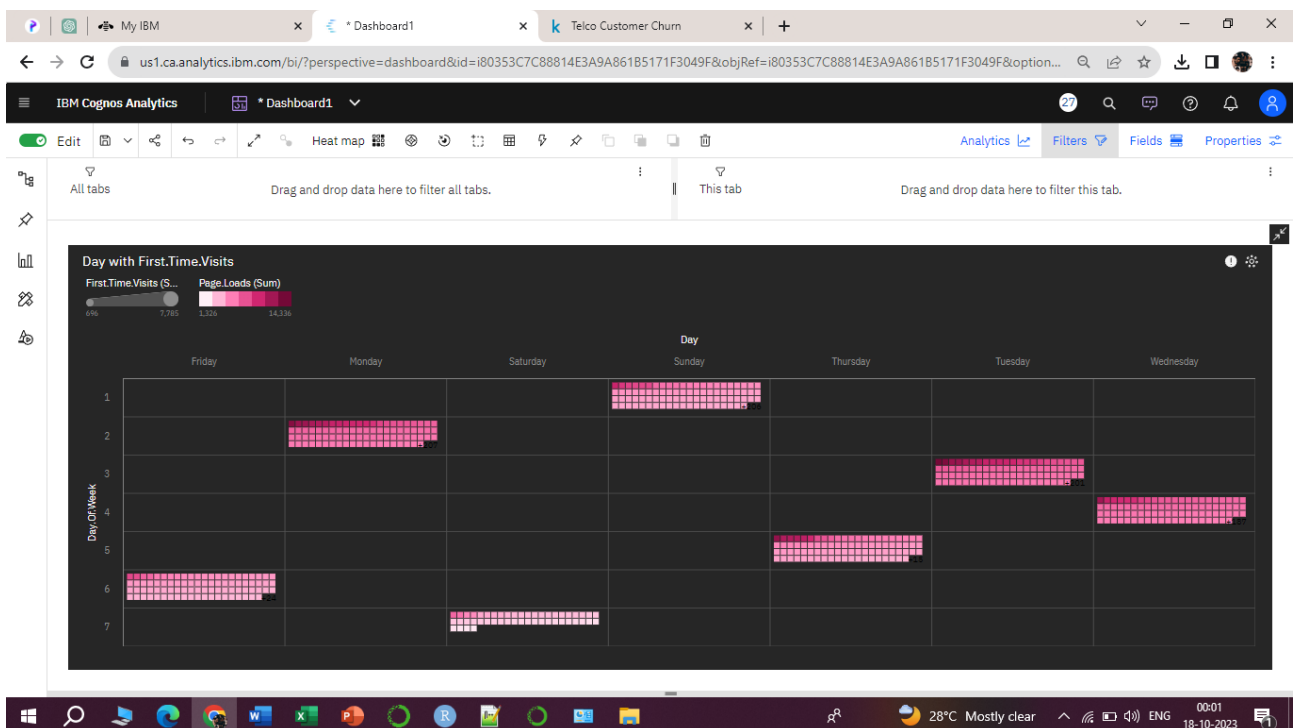 My IBM
* Dashboard1
Telco Customer Churn
us1.ca.analytics.ibm.com/bi/?perspective=dashboard&id=i80353C7C88814E3A9A861B5171F3049F&objRef=i80353C7C88814E3A9A861B5171F3049F&option...
IBM Cognos Analytics
* Dashboard1
27
Edit
Heat map
Analytics
Filters
Fields
Properties
All tabs
Drag and drop data here to filter all tabs.
This tab
Drag and drop data here to filter this tab.
Day with First.Time.Visits
First.Time.Visits (S...
Page.Loads (Sum)
696
7,785
1,326
14,336
Day
Friday
Monday
Saturday
Sunday
Thursday
Tuesday
Wednesday
Day.Of.Week
1
2
3
4
5
6
7
28°C Mostly clear
ENG
00:01
18-10-2023